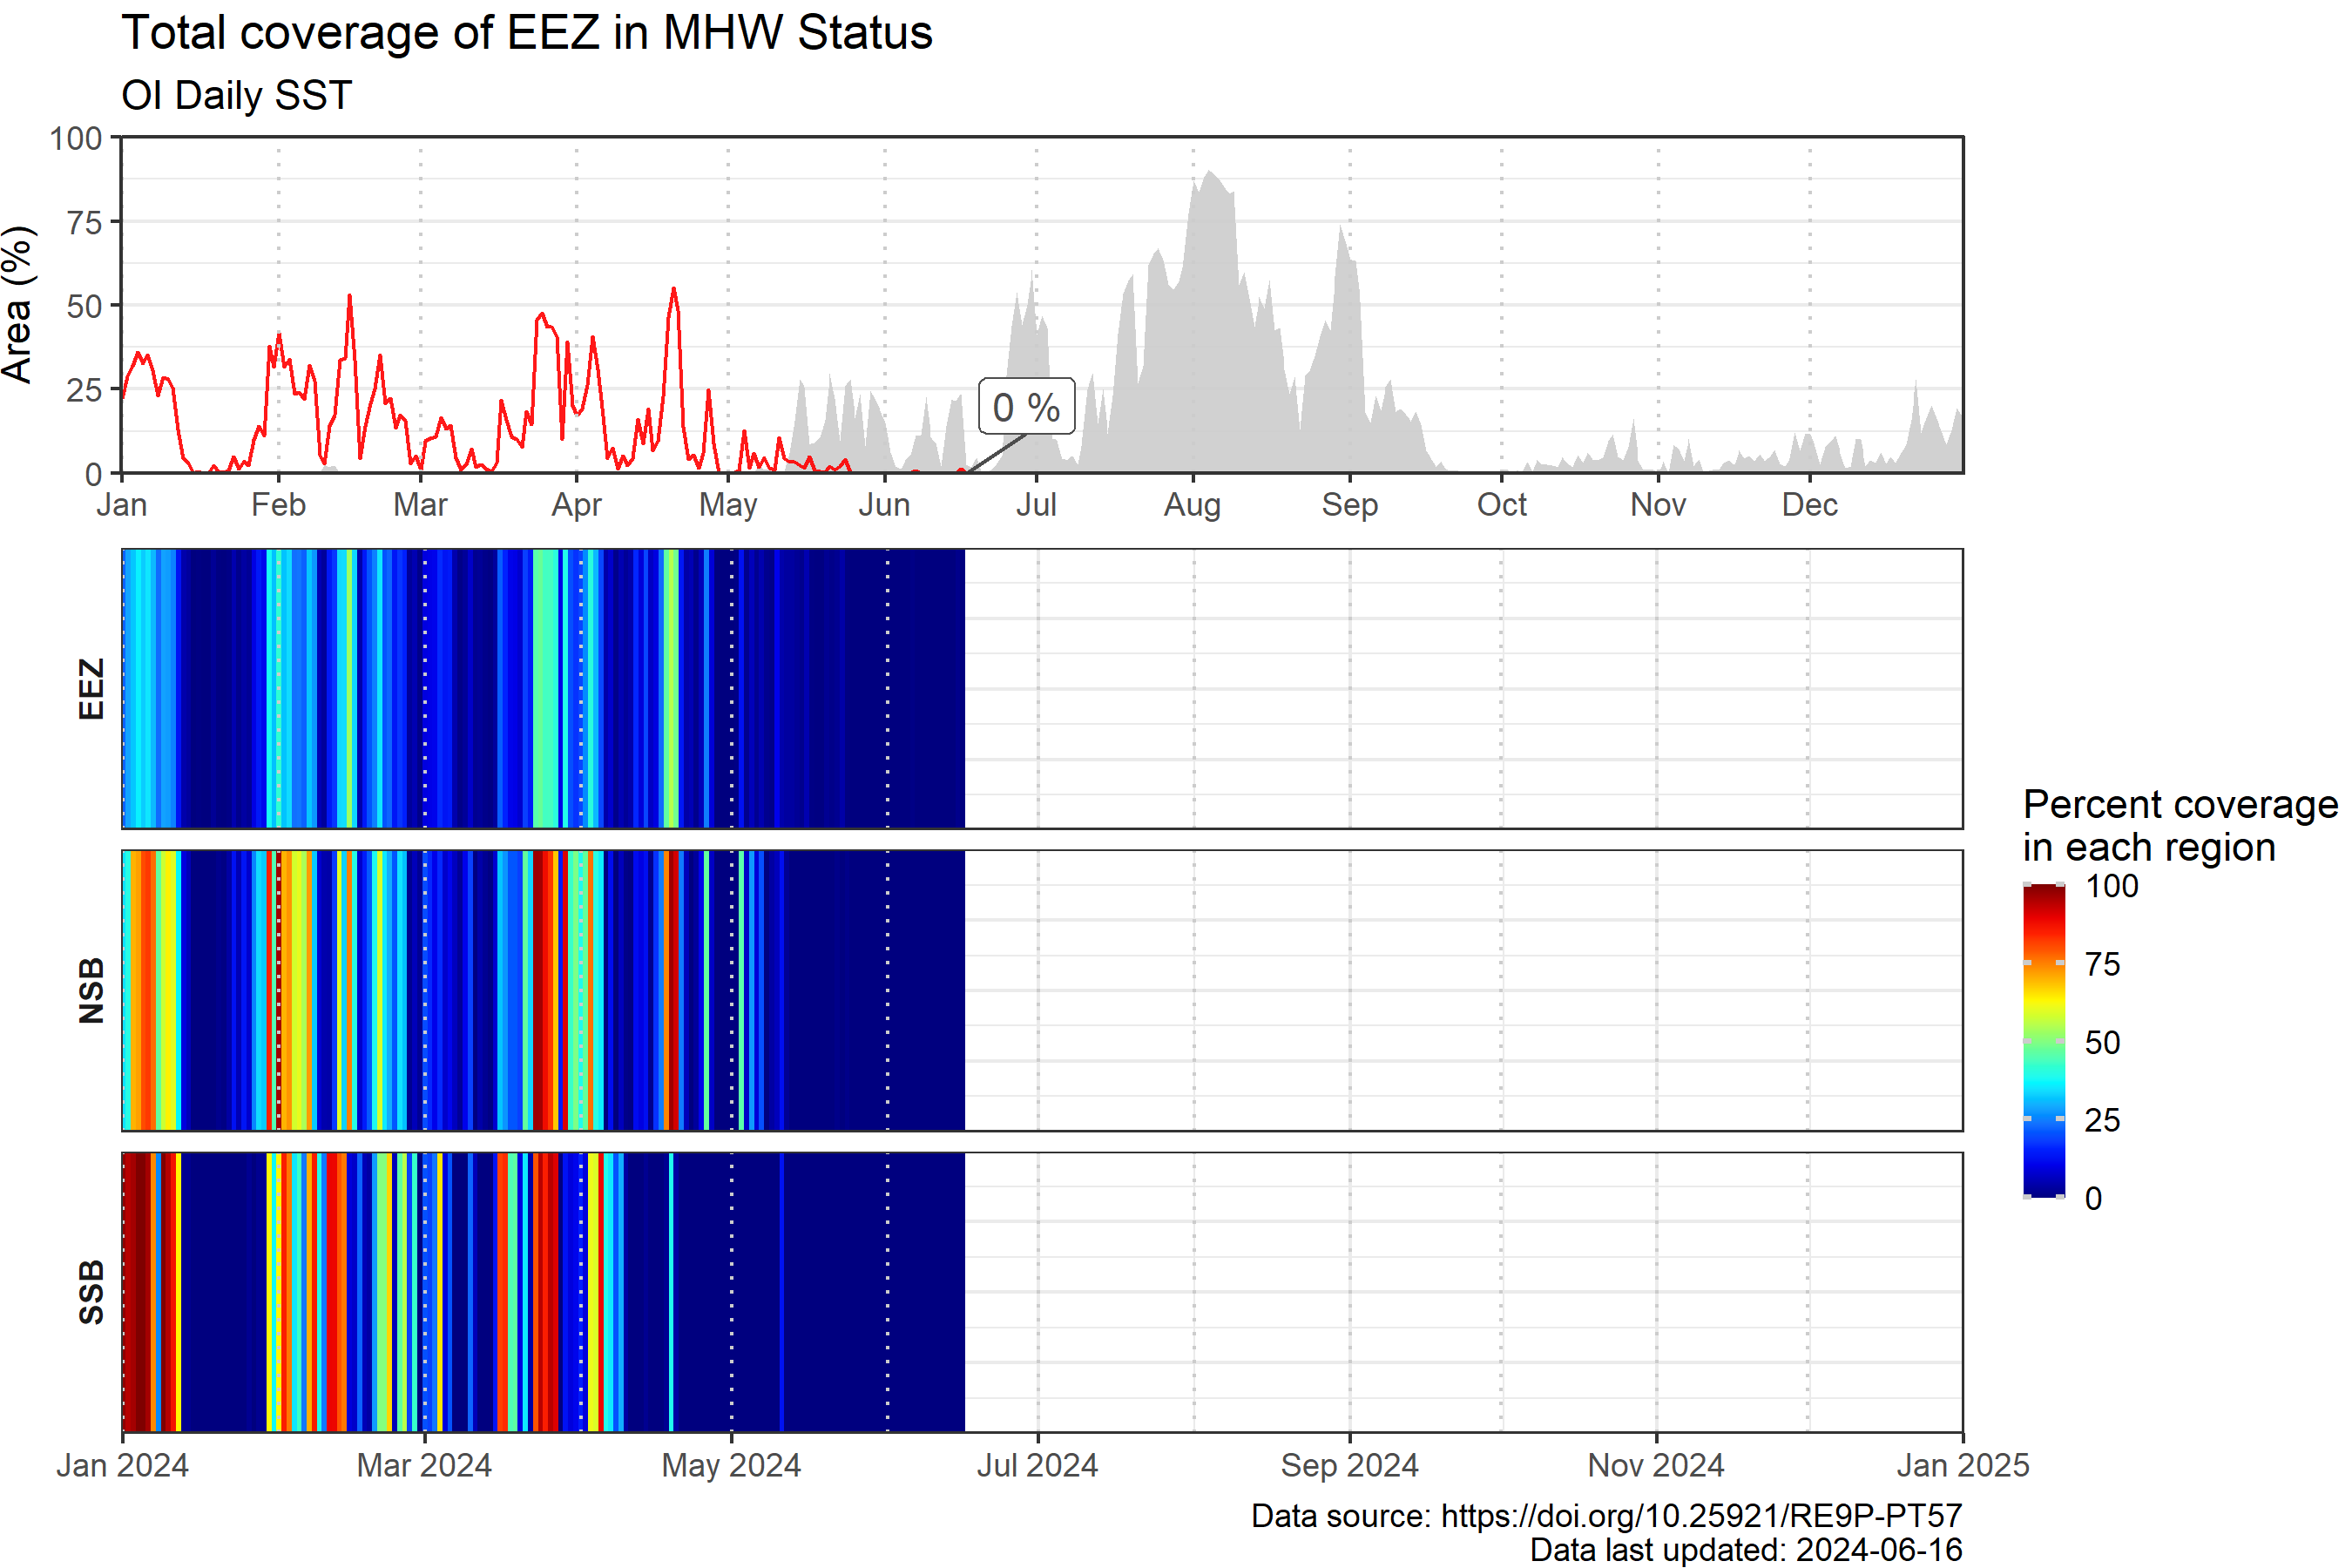 Total coverage of EEZ in MHW Status
OI Daily SST
Area (%)
100
75
50
25
0
0 %
Jan Feb Mar Apr May Jun Jul Aug Sep Oct Nov Dec
EEZ
NSB
SSB
Jan 2024 Mar 2024 May 2024 Jul 2024 Sep 2024 Nov 2024 Jan 2025
Percent coverage
in each region
100
75
50
25
0
Data source: https://doi.org/10.25921/RE9P-PT57
Data last updated: 2024-06-16